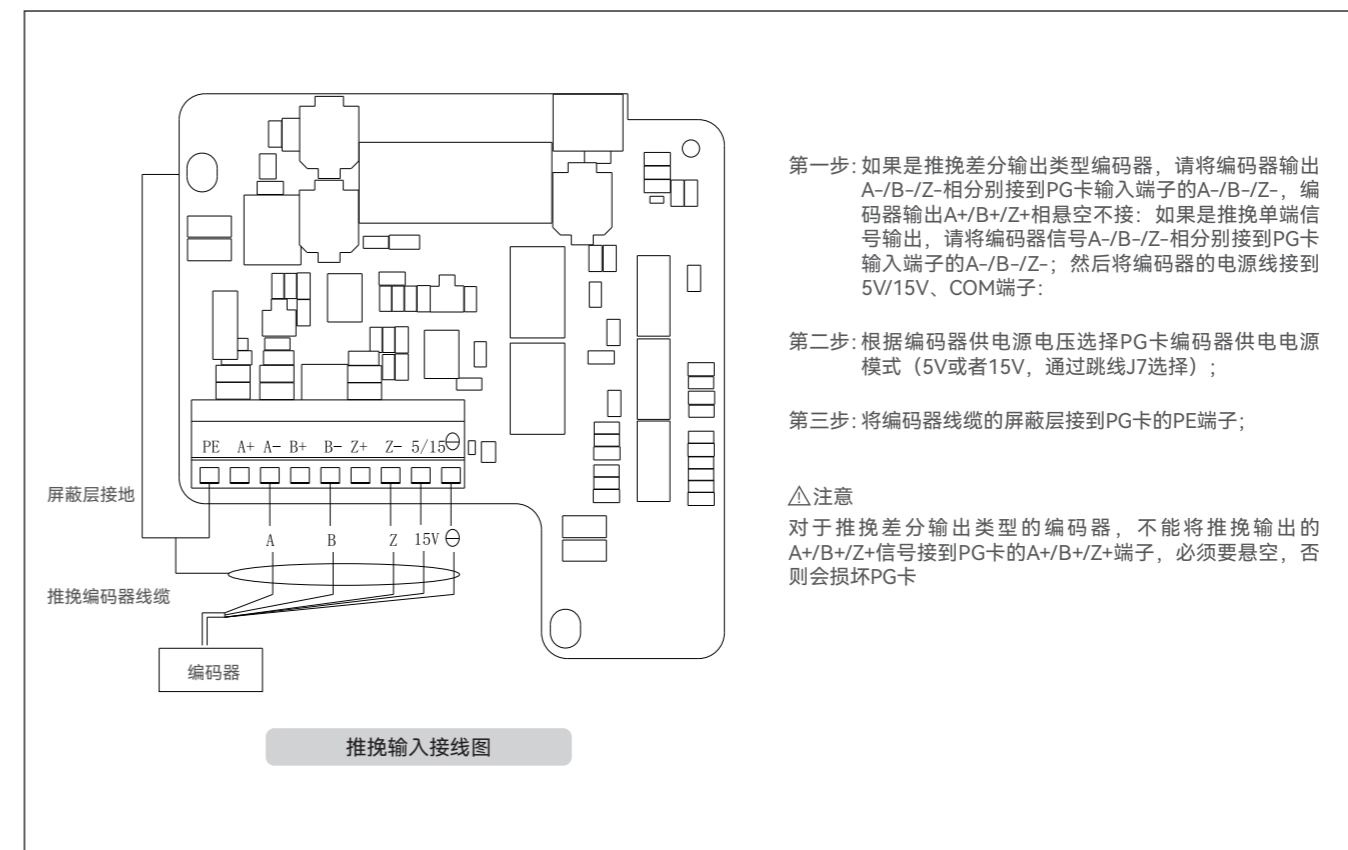 第一步: 如果是推挽差分输出类型编码器，请将编码器输出
A-/B-/Z-相分别接到PG卡输入端子的A-/B-/Z-，编
码器输出A+/B+/Z+相悬空不接：如果是推挽单端信
号输出，请将编码器信号A-/B-/Z-相分别接到PG卡
输入端子的A-/B-/Z-；然后将编码器的电源线接到
5V/15V、COM端子：
第二步: 根据编码器供电源电压选择PG卡编码器供电电源
模式（5V或者15V，通过跳线J7选择）；
第三步: 将编码器线缆的屏蔽层接到PG卡的PE端子；
⚠注意
对于推挽差分输出类型的编码器，不能将推挽输出的
A+/B+/Z+信号接到PG卡的A+/B+/Z+端子，必须要悬空，否
则会损坏PG卡
PE A+ A- B+ B- Z+ Z- 5/15⊖
屏蔽层接地
A B Z 15V ⊖
推挽编码器线缆
编码器
推挽输入接线图